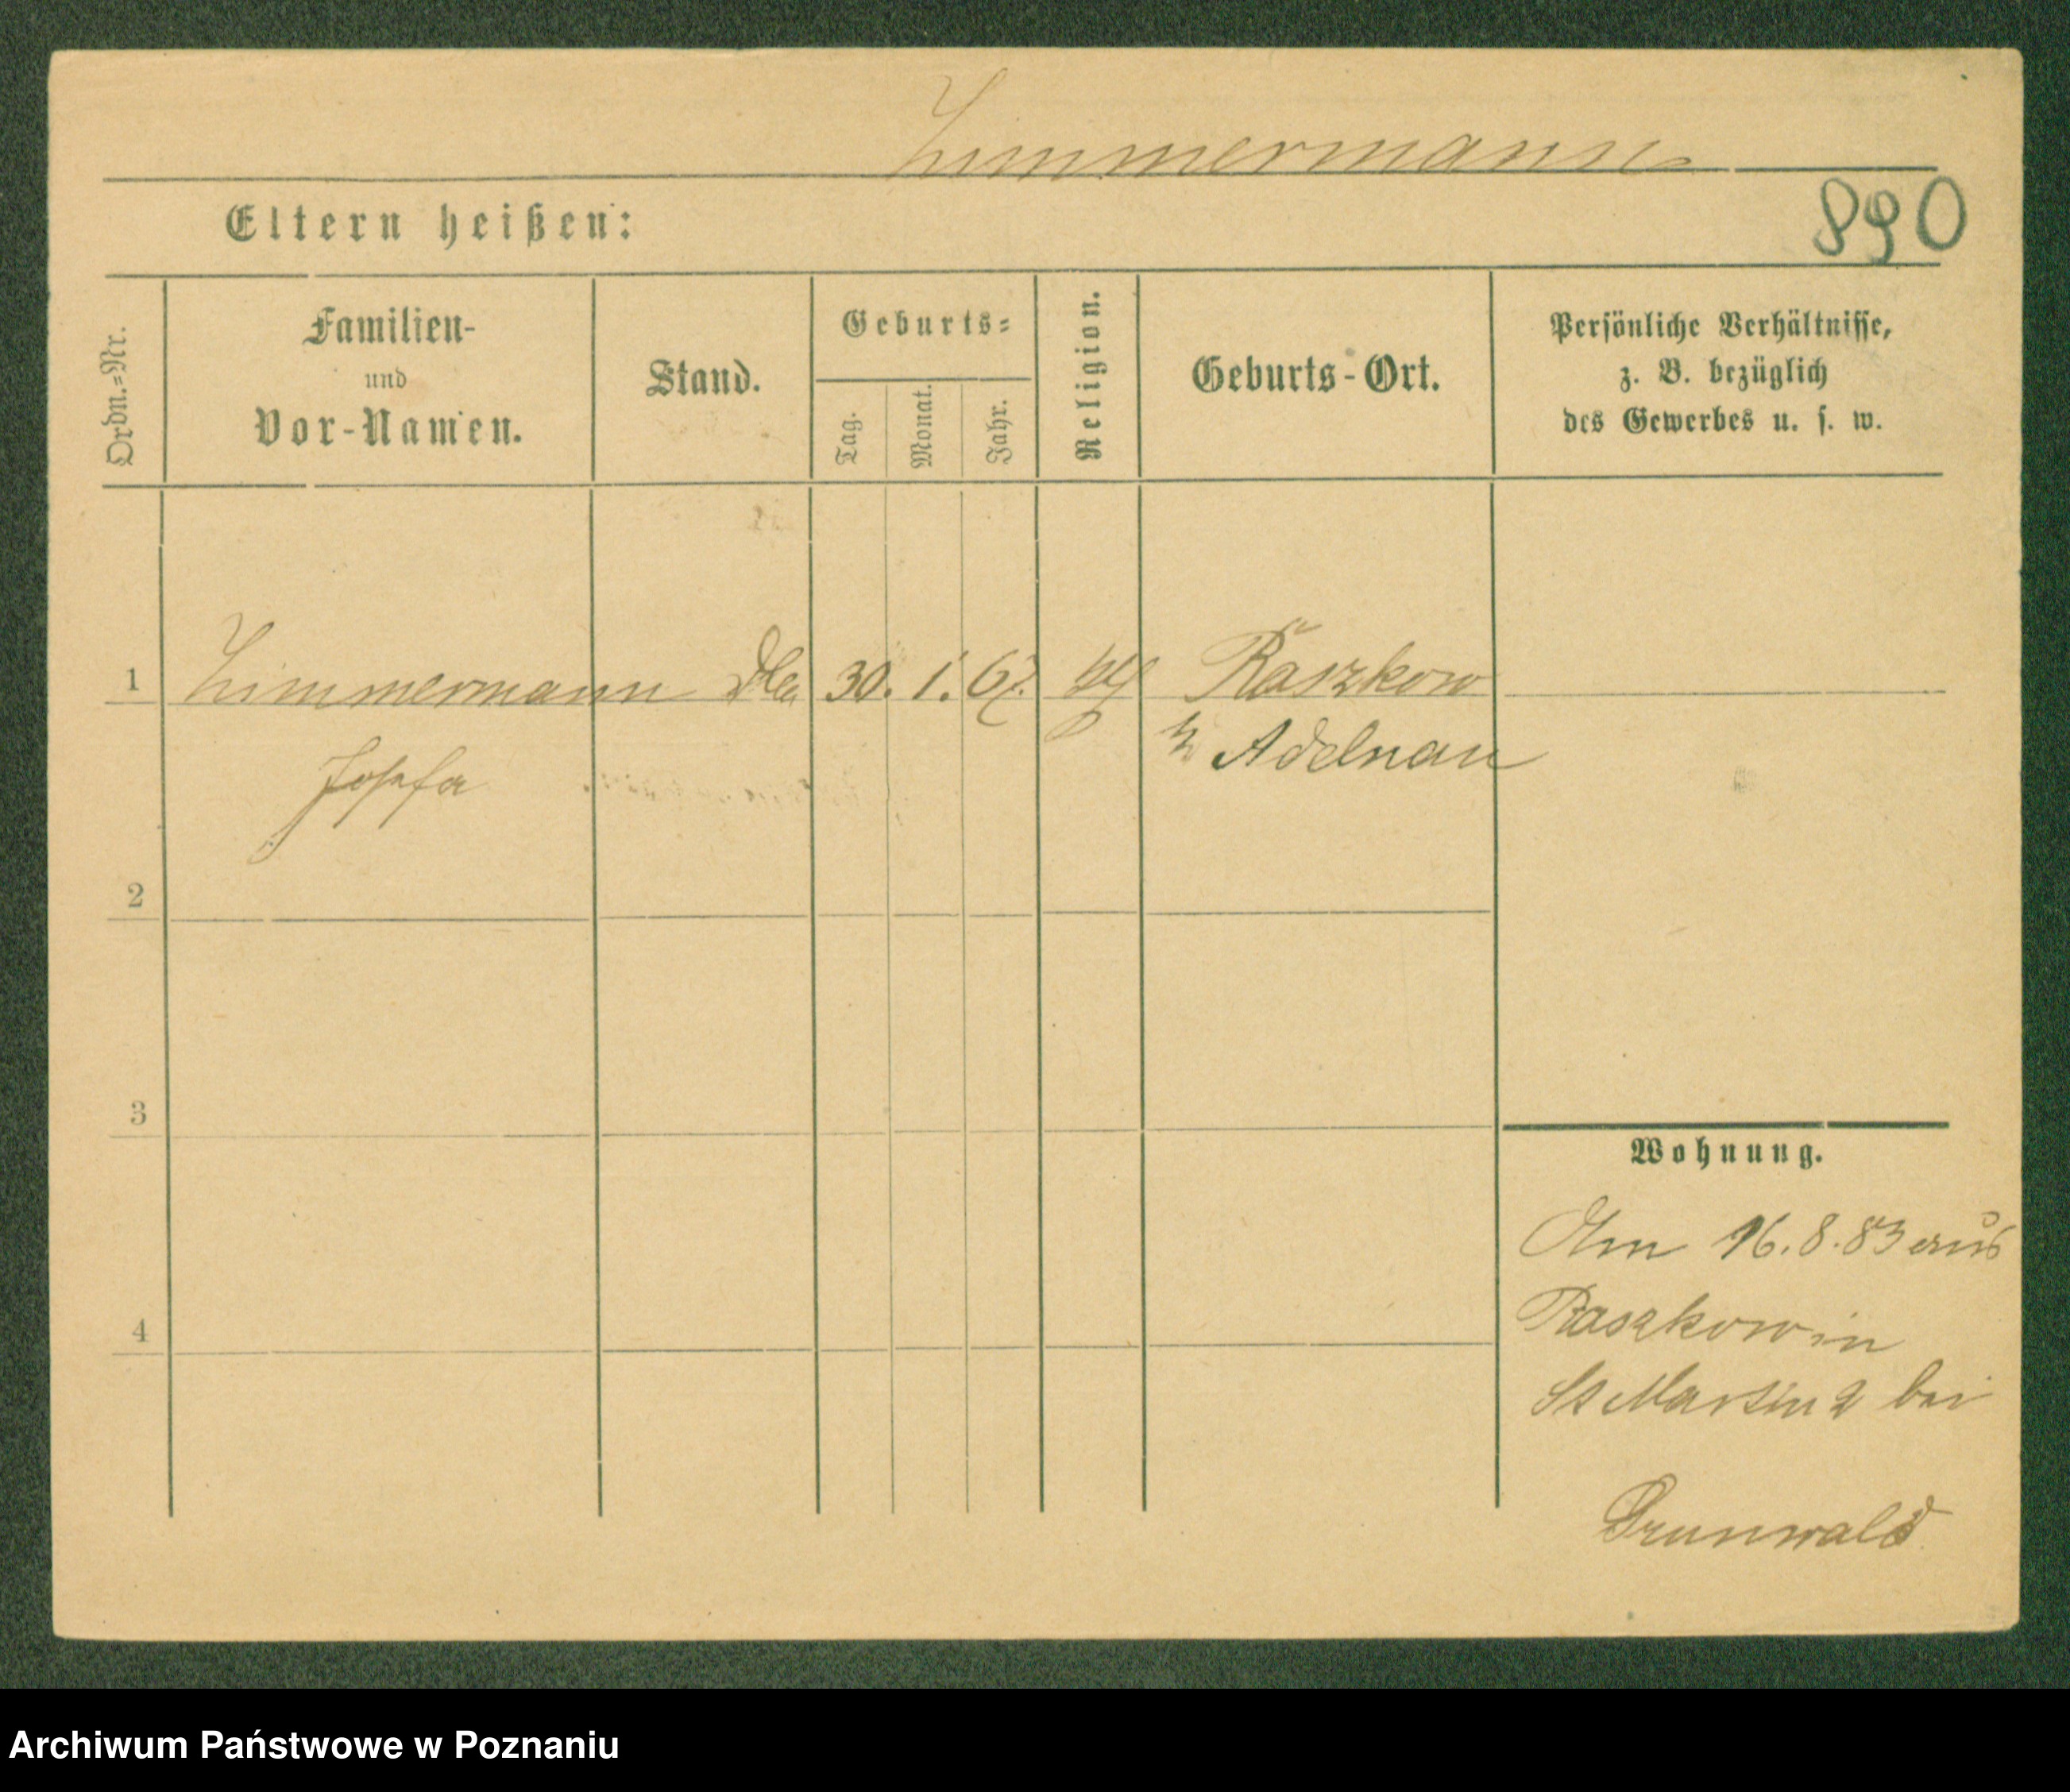 Zimmermann
890
Eltern heißen:
Ordn.=Nr.
Familien-
und
Vor-Namen.
Stand.
Geburts=
Tag.
Monat.
Jahr.
Religion.
Geburts-Ort.
Persönliche Verhältnisse,
z. B. bezüglich
des Gewerbes u. s. w.
1 Zimmermann 30. 1. 67. Raszkow
Josefa Adelnau
2
3
4
Wohnung.
Am 16.8.83 aus
Raszkow in
St Martin 2 bei
Grunwald
Archiwum Państwowe w Poznaniu